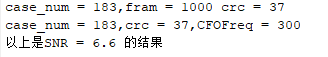 case_num = 183,fram = 1000 crc = 37
case_num = 183,crc = 37,CFOFreq = 300
以上是SNR = 6.6 的结果